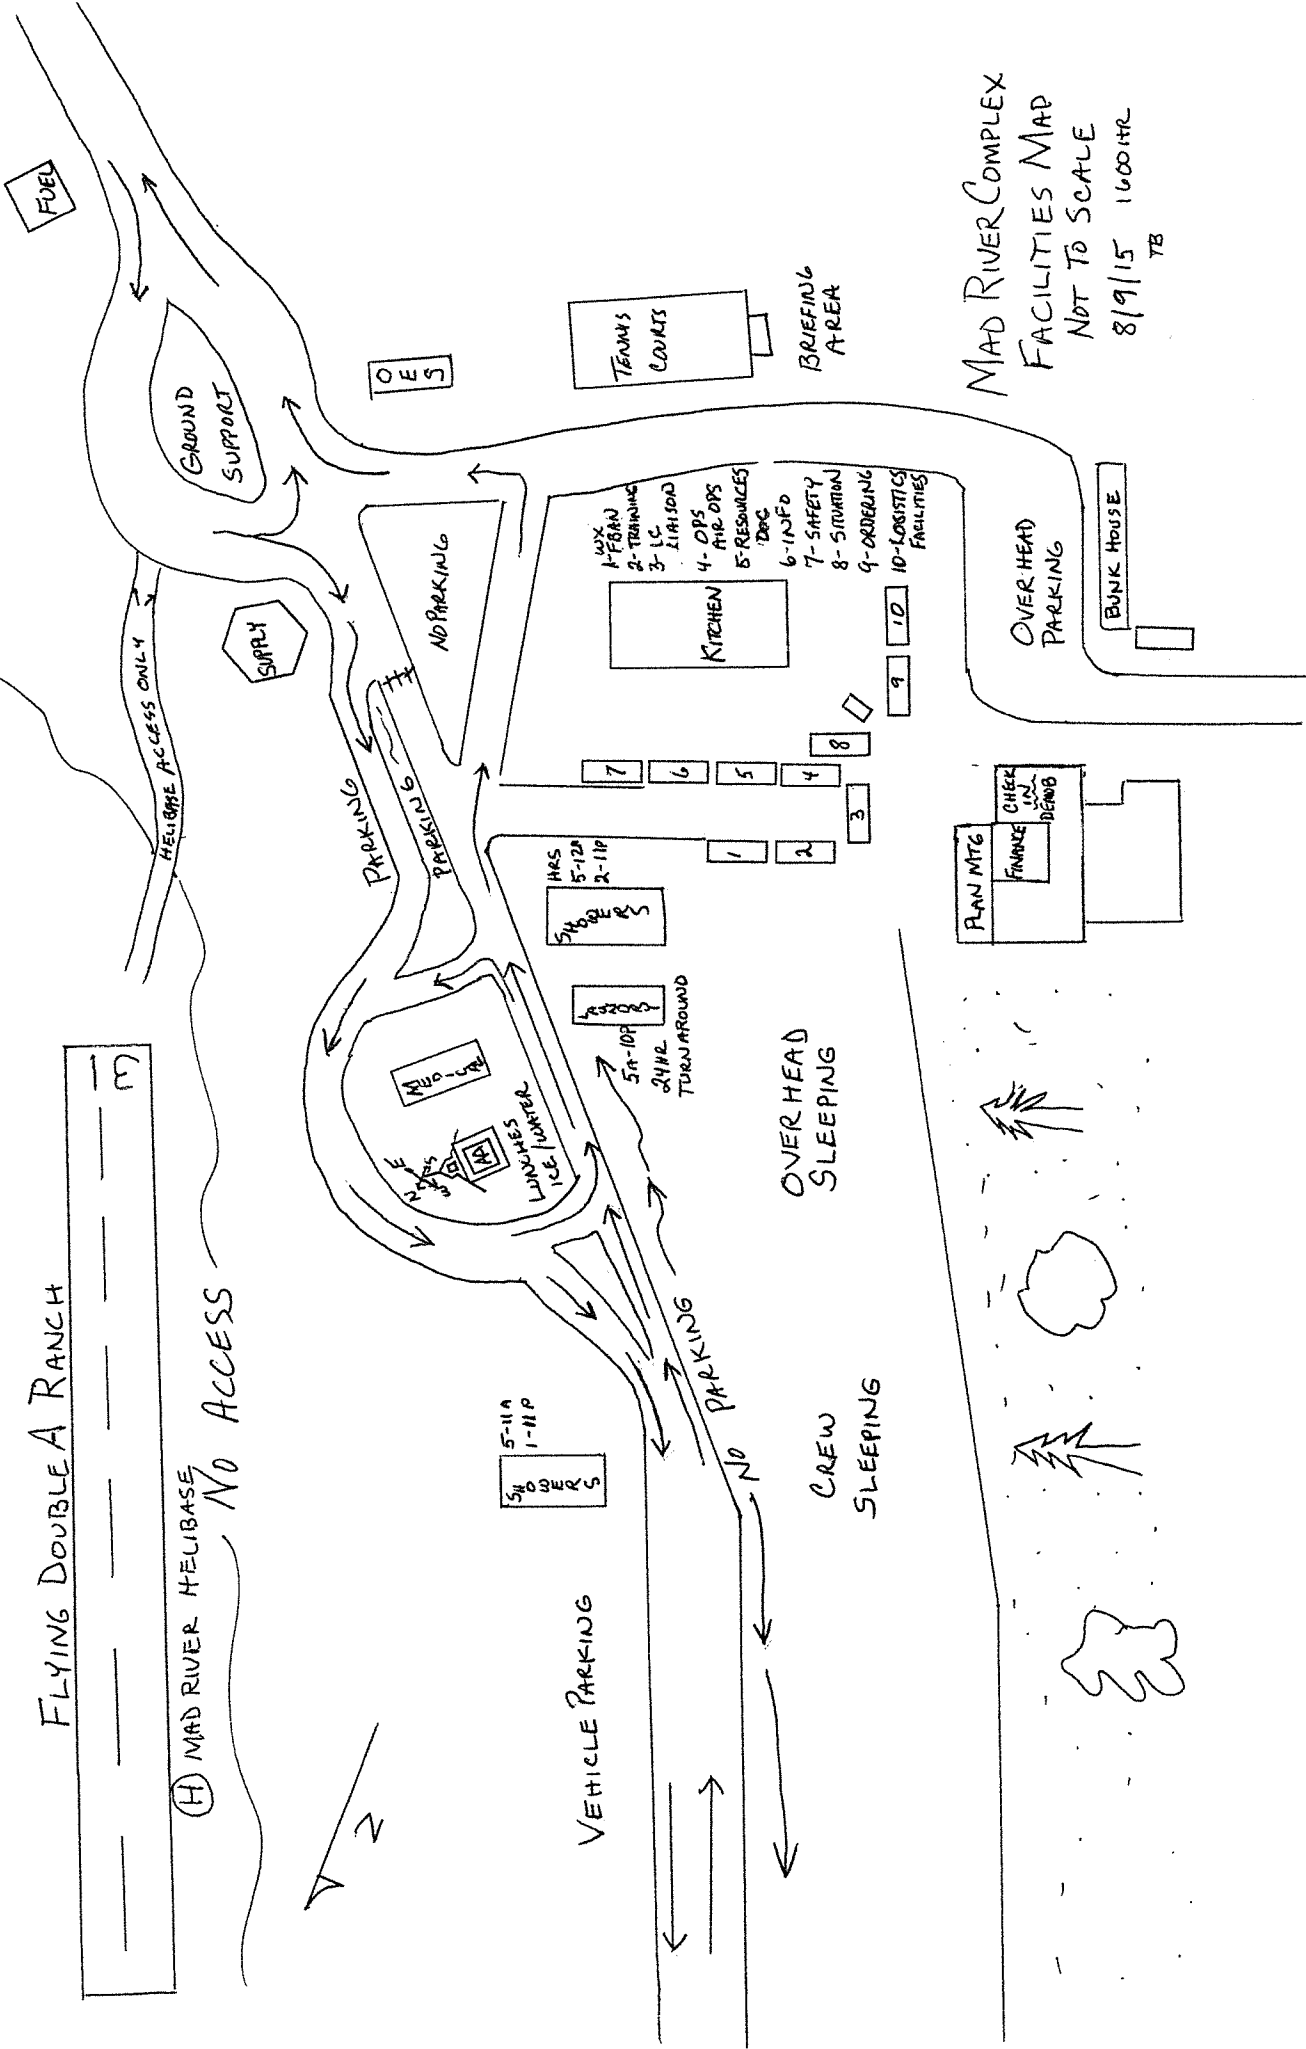 FLYING DOUBLE A RANCH
(H) MAD RIVER HELIBASE
NO ACCESS
N
VEHICLE PARKING
SHOWERS
5-11A
1-11P
FUEL
GROUND
SUPPORT
HELIBASE ACCESS ONLY
SUPPLY
PARKING
PARKING
NO PARKING
OES
TENNIS
COURTS
BRIEFING
AREA
MEDICAL
N
E
S
W
LUNCHES
ICE/WATER
NO PARKING
SHOWERS
HRS
5-12A
2-11P
LAUNDRY
5A-10P
24HR
TURNAROUND
KITCHEN
WX
1-FBAN
2-TRAINING
3-LC
LIAISON
4-OPS
AIR OPS
5-RESOURCES
DOC
6-INFO
7-SAFETY
8-SITUATION
9-ORDERING
10-LOGISTICS
FACILITIES
7
6
5
4
8
9
10
1
2
3
OVERHEAD
SLEEPING
CREW
SLEEPING
OVERHEAD
PARKING
BUNK HOUSE
PLAN MTG
FINANCE
CHECK
IN
DEMOB
MAD RIVER COMPLEX
FACILITIES MAP
NOT TO SCALE
8/9/15 1600HR
TB